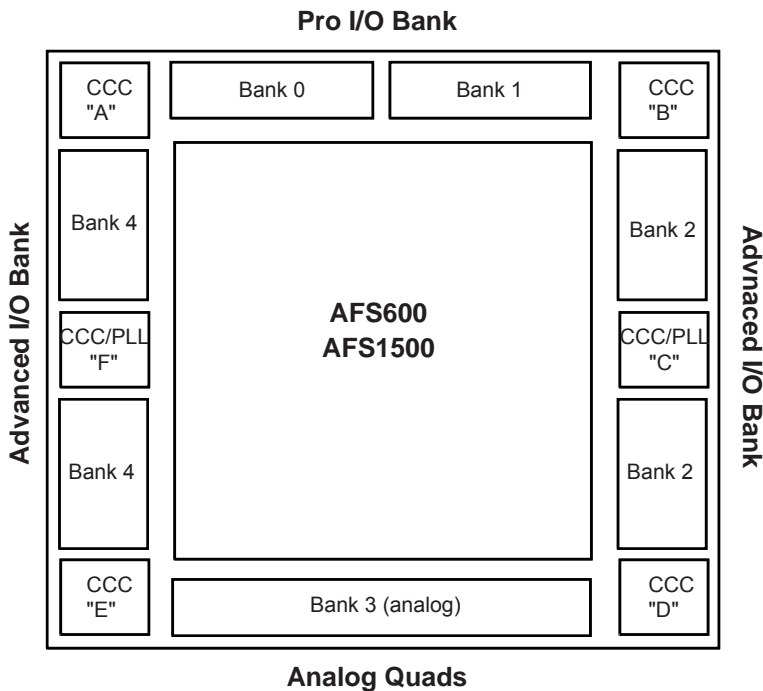 Pro I/O Bank
CCC
"A"
Bank 0
Bank 1
CCC
"B"
Bank 4
Bank 2
Advanced I/O Bank
Advnaced I/O Bank
AFS600
AFS1500
CCC/PLL
"F"
CCC/PLL
"C"
Bank 4
Bank 2
CCC
"E"
Bank 3 (analog)
CCC
"D"
Analog Quads